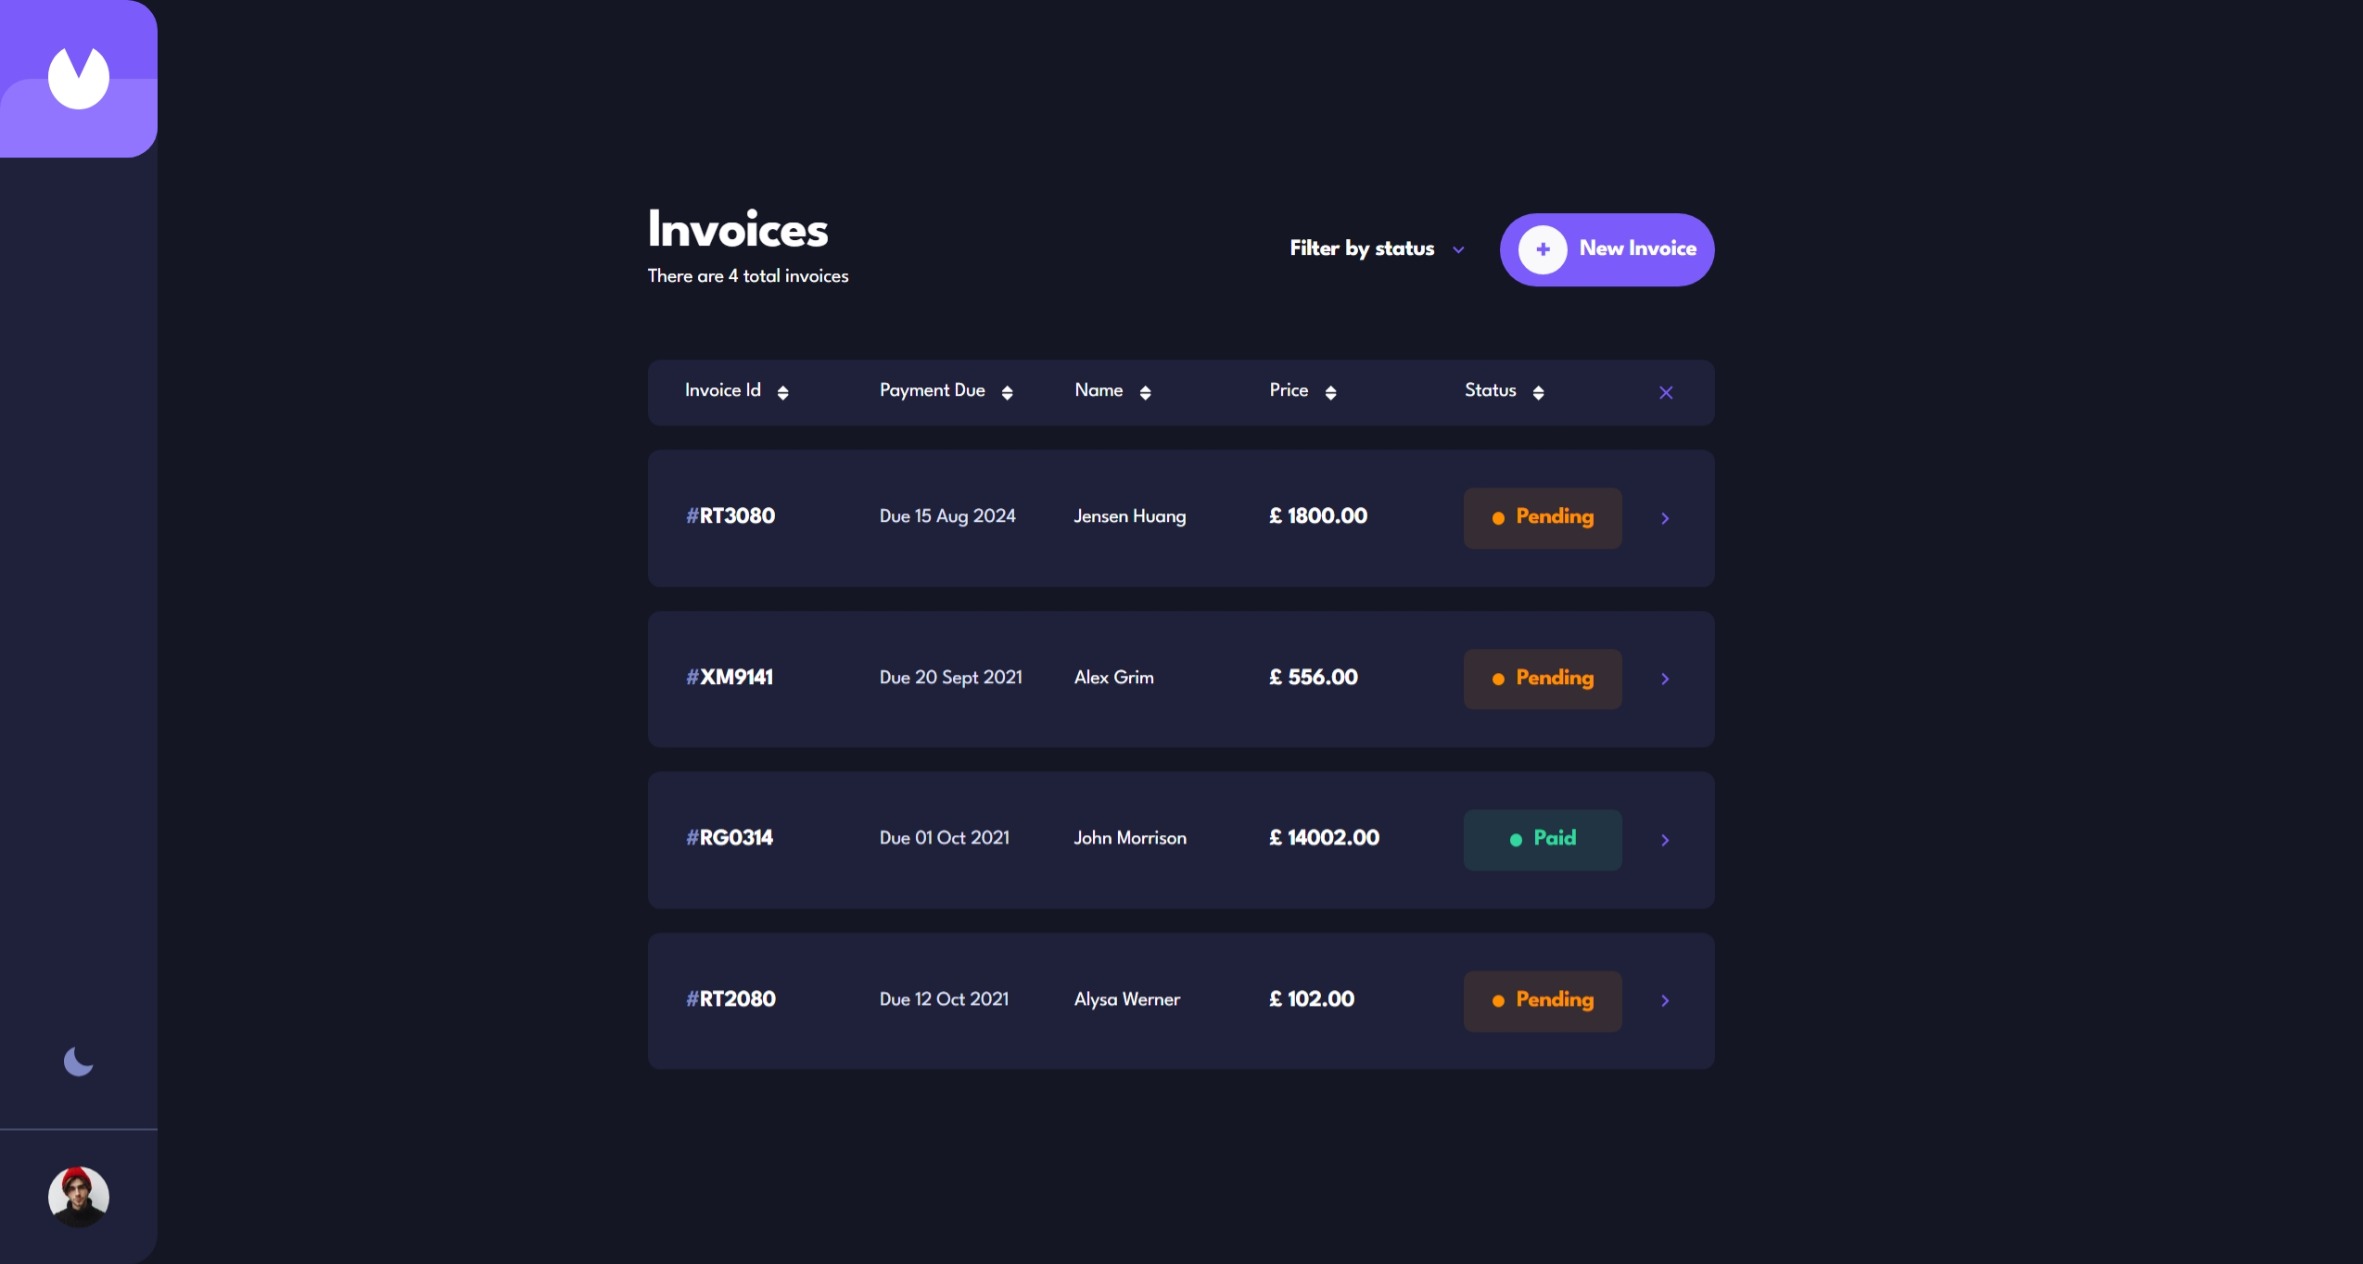 Invoices
There are 4 total invoices
Filter by status
New Invoice
Invoice Id Payment Due Name Price Status
#RT3080 Due 15 Aug 2024 Jensen Huang £ 1800.00 Pending
#XM9141 Due 20 Sept 2021 Alex Grim £ 556.00 Pending
#RG0314 Due 01 Oct 2021 John Morrison £ 14002.00 Paid
#RT2080 Due 12 Oct 2021 Alysa Werner £ 102.00 Pending